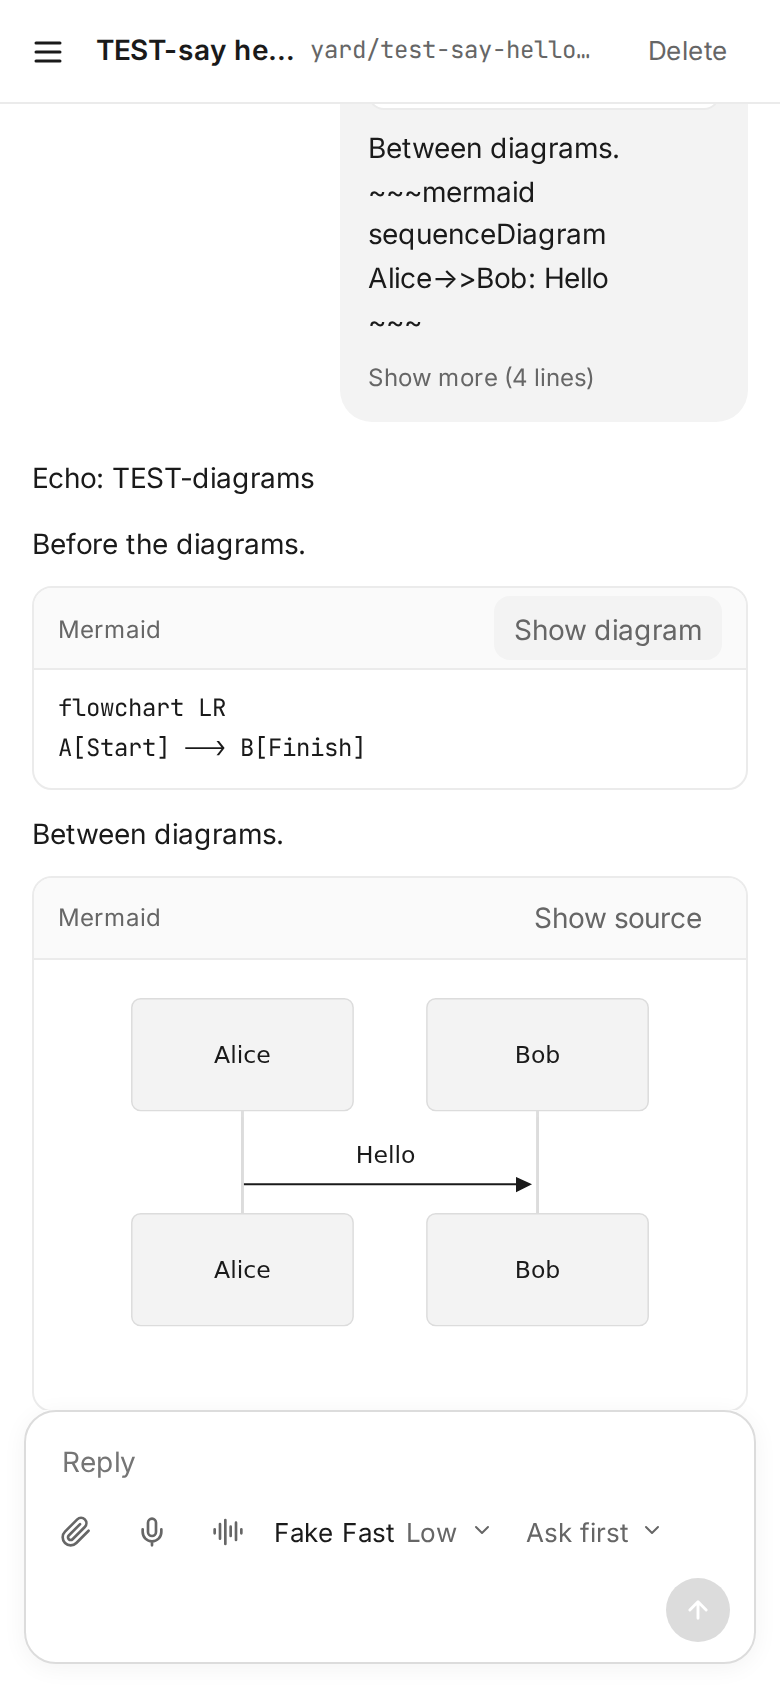 TEST-say he... yard/test-say-hello... Delete
Between diagrams.
~~~mermaid
sequenceDiagram
Alice->>Bob: Hello
~~~
Show more (4 lines)
Echo: TEST-diagrams
Before the diagrams.
Mermaid Show diagram
flowchart LR
A[Start] --> B[Finish]
Between diagrams.
Mermaid Show source
Alice Bob
Hello
Alice Bob
Reply
Fake Fast Low Ask first